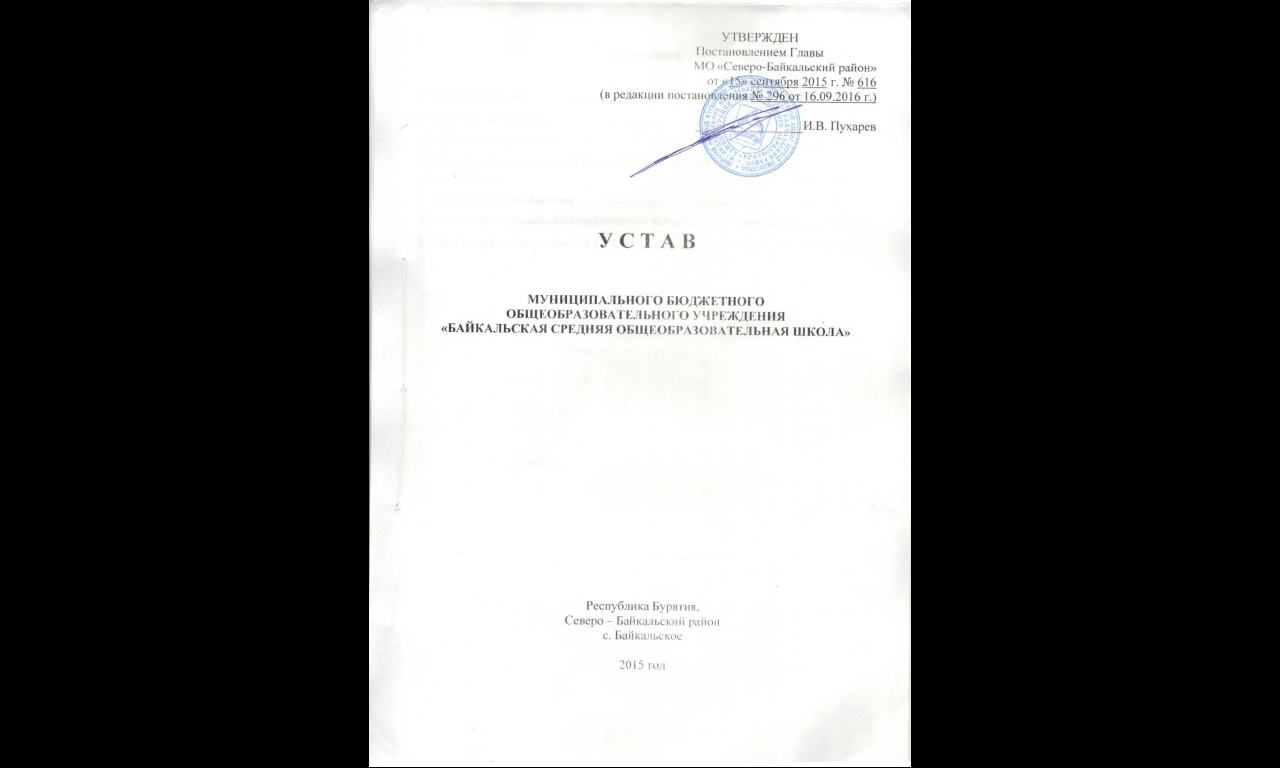 УТВЕРЖДЕН
Постановлением Главы
МО «Северо-Байкальский район»
от «15» сентября 2015 г. № 616
(в редакции постановления № 296 от 16.09.2016 г.)
И.В. Пухарев
У С Т А В
МУНИЦИПАЛЬНОГО БЮДЖЕТНОГО
ОБЩЕОБРАЗОВАТЕЛЬНОГО УЧРЕЖДЕНИЯ
«БАЙКАЛЬСКАЯ СРЕДНЯЯ ОБЩЕОБРАЗОВАТЕЛЬНАЯ ШКОЛА»
Республика Бурятия,
Северо – Байкальский район
с. Байкальское
2015 год